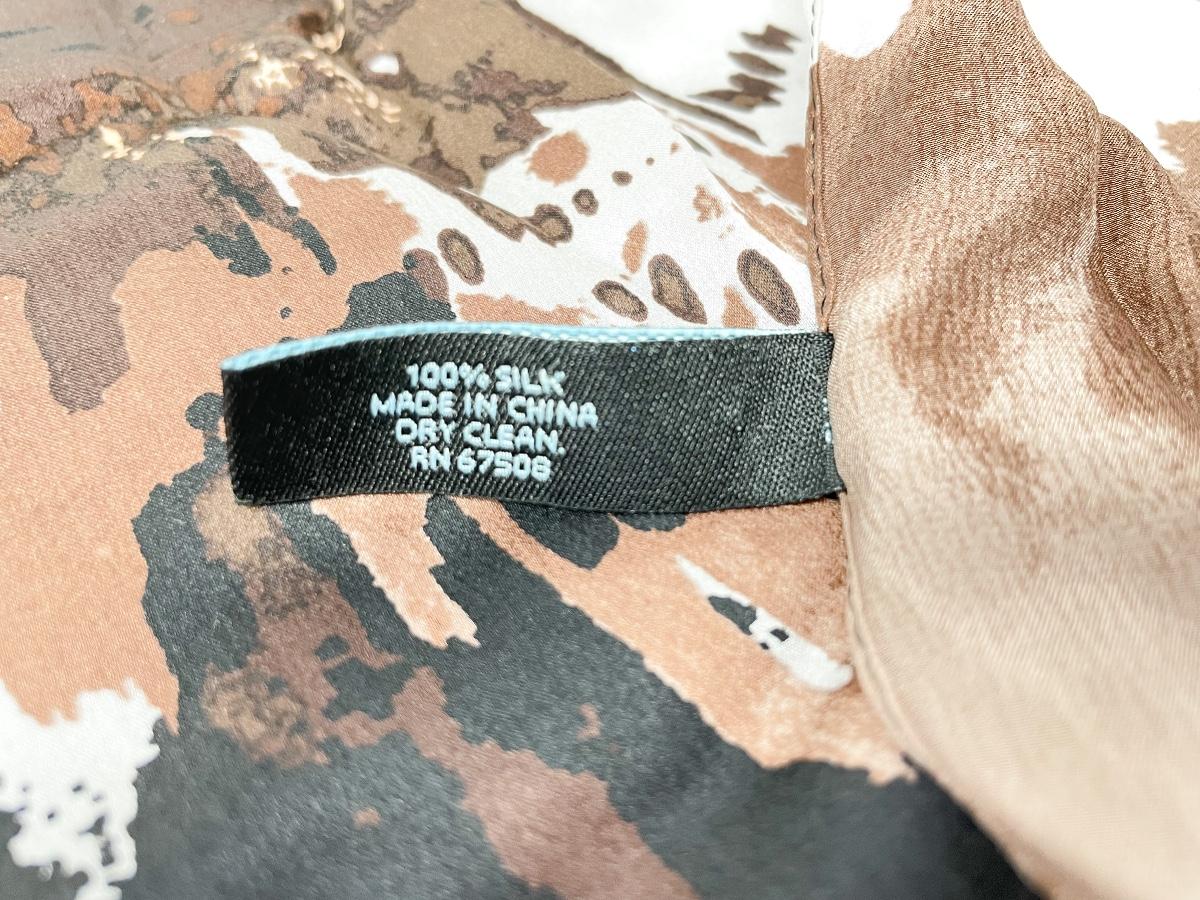 100% SILK
MADE IN CHINA
DRY CLEAN.
RN 67508